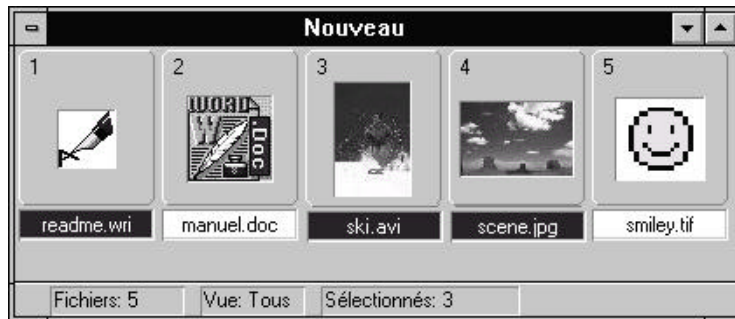 Nouveau
1 2 3 4 5
WORD
W
.Doc
readme.wri manuel.doc ski.avi scene.jpg smiley.tif
Fichiers: 5 Vue: Tous Sélectionnés: 3